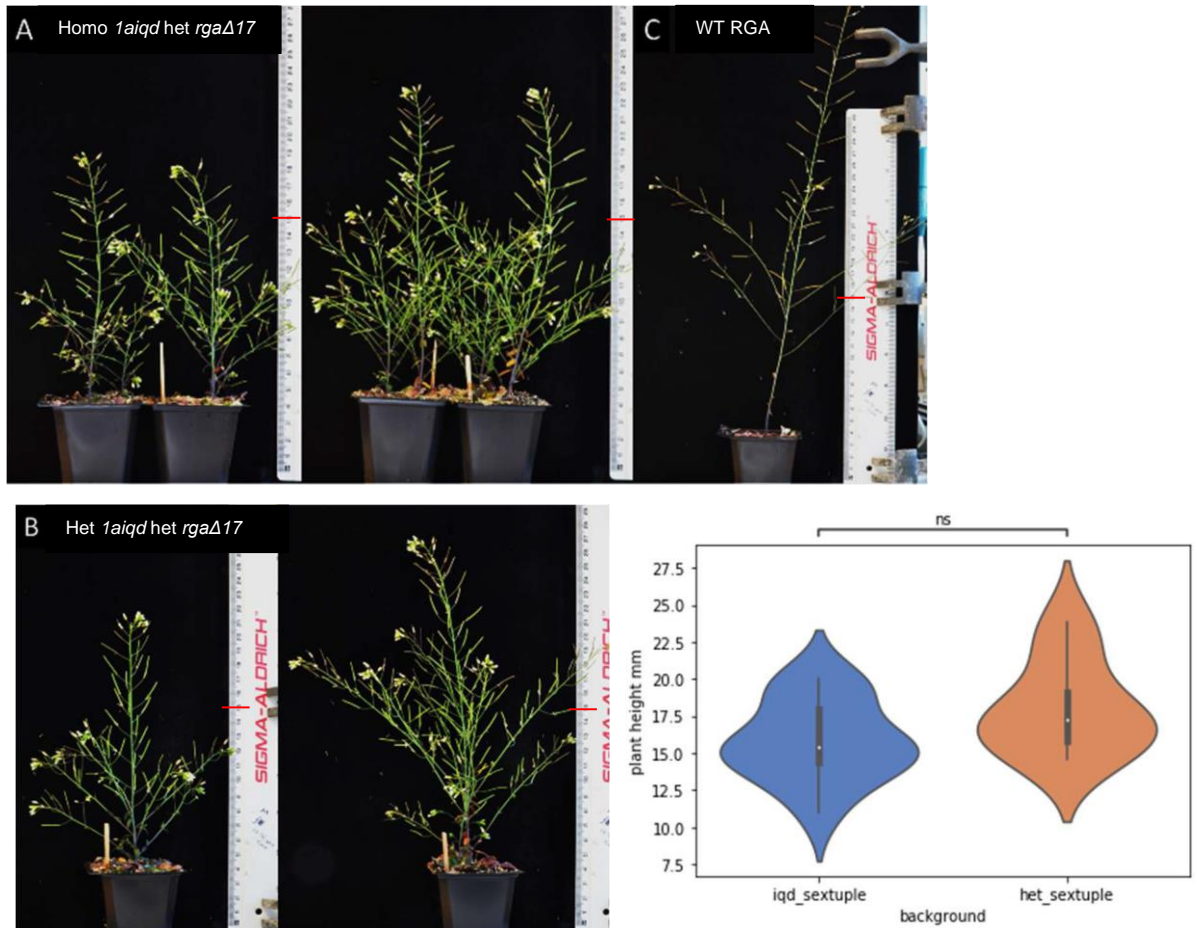 A Homo 1aiqd het rgaΔ17
C WT RGA
SIGMA-ALDRICH
B Het 1aiqd het rgaΔ17
SIGMA-ALDRICH™
SIGMA-ALDRICH
ns
27.5
25.0
22.5
20.0
17.5
15.0
12.5
10.0
7.5
plant height mm
iqd_sextuple
het_sextuple
background